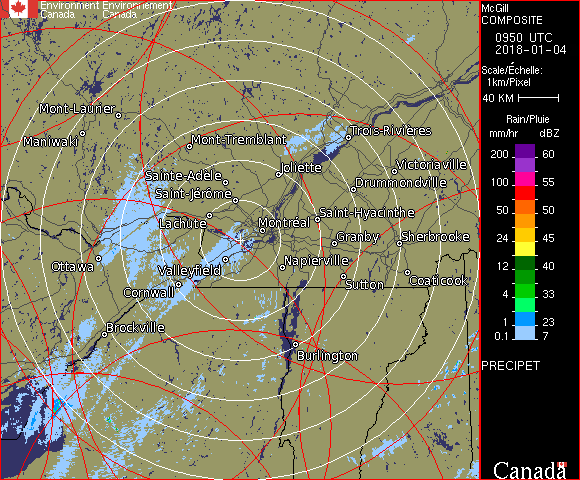 Environment Environnement
Canada Canada
McGill
COMPOSITE
0950 UTC
2018-01-04
Scale/Échelle:
1km/Pixel
40 KM
Rain/Pluie
mm/hr dBZ
200 60
150 60
100 55
50 50
24 45
12 40
4 33
1 23
0.1 7
PRECIPET
Canada
Mont-Laurier
Maniwaki
Mont-Tremblant
Trois-Rivières
Joliette
Victoriaville
Sainte-Adèle
Drummondville
Saint-Jérôme
Lachute
Saint-Hyacinthe
Montréal
Granby
Sherbrooke
Ottawa
Valleyfield
Napierville
Cornwall
Sutton
Coaticook
Brockville
Burlington